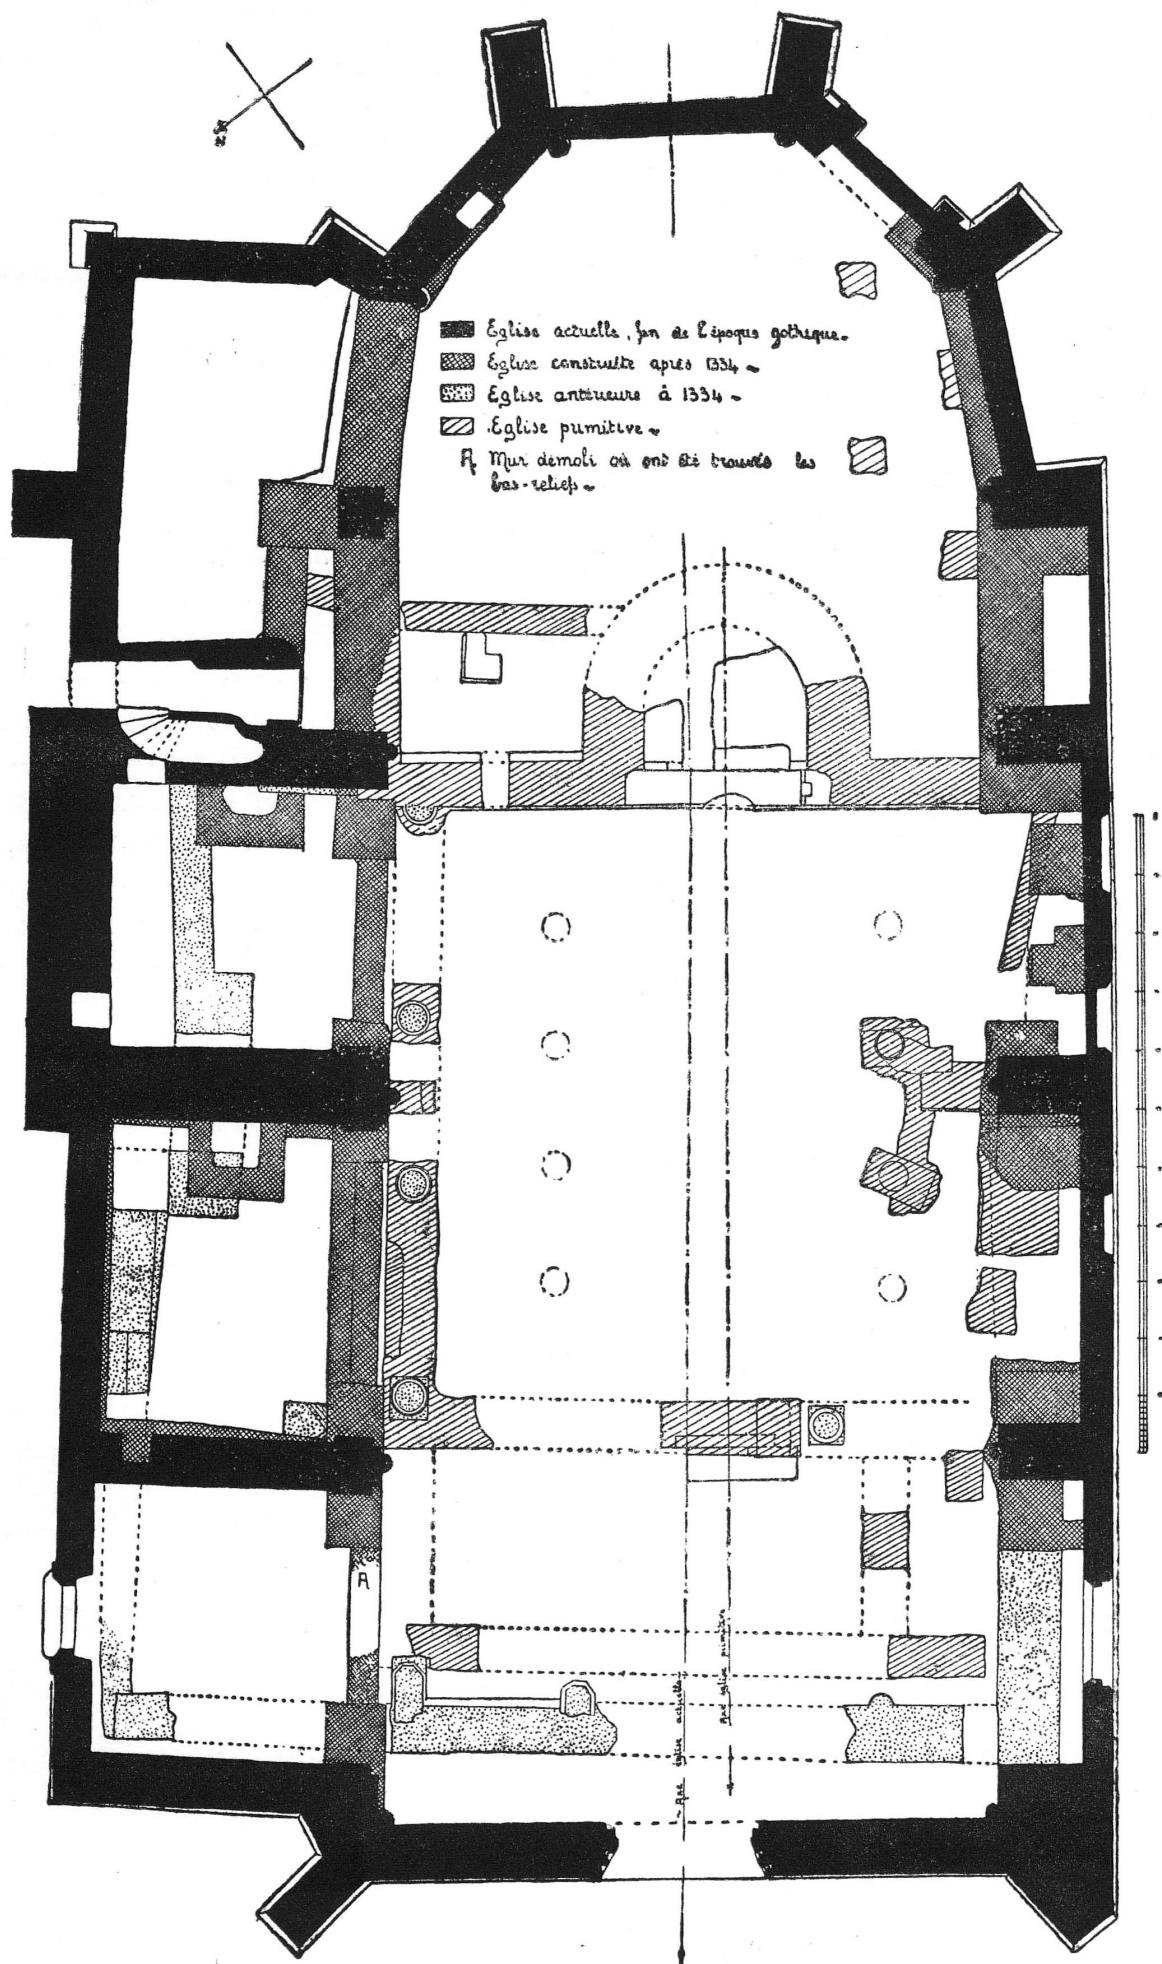 Eglise actuelle, fin de l'époque gothique.
Eglise construite après 1334
Eglise antérieure à 1334
Eglise primitive
A Mur démoli où ont été trouvés les
bas-reliefs
A
Axe église actuelle
Axe église primitive